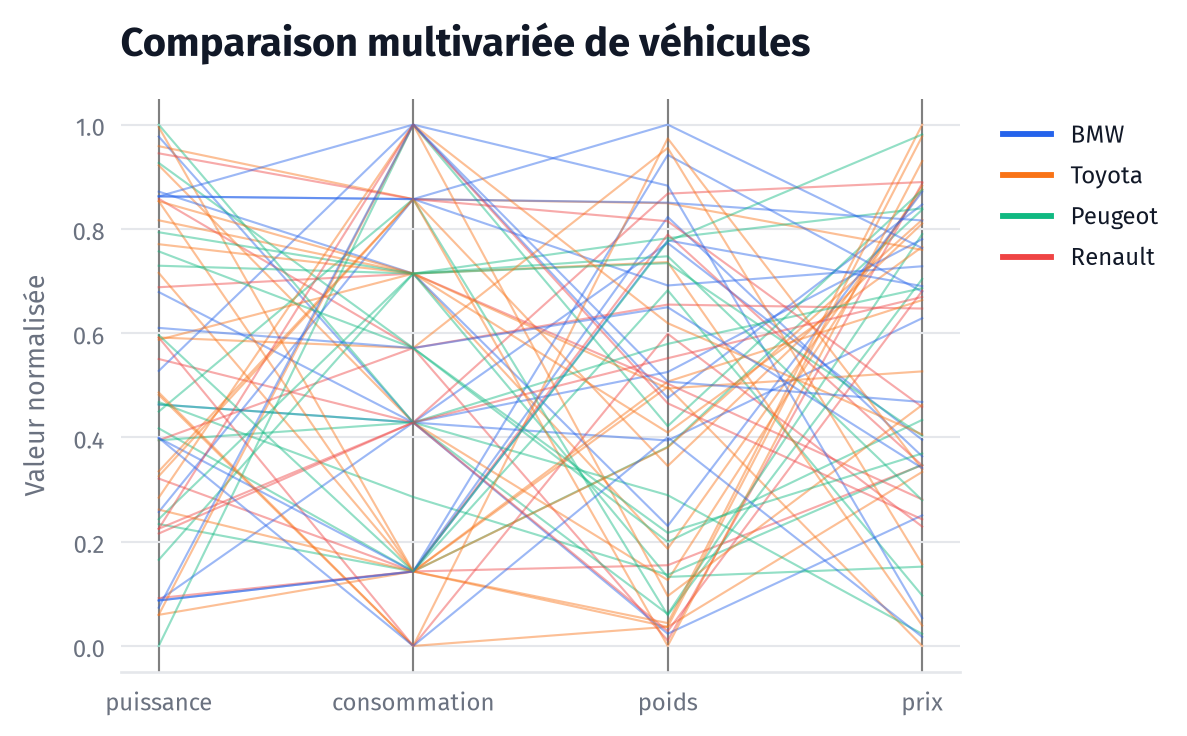 Comparaison multivariée de véhicules
Valeur normalisée
1.0
0.8
0.6
0.4
0.2
0.0
puissance
consommation
poids
prix
BMW
Toyota
Peugeot
Renault